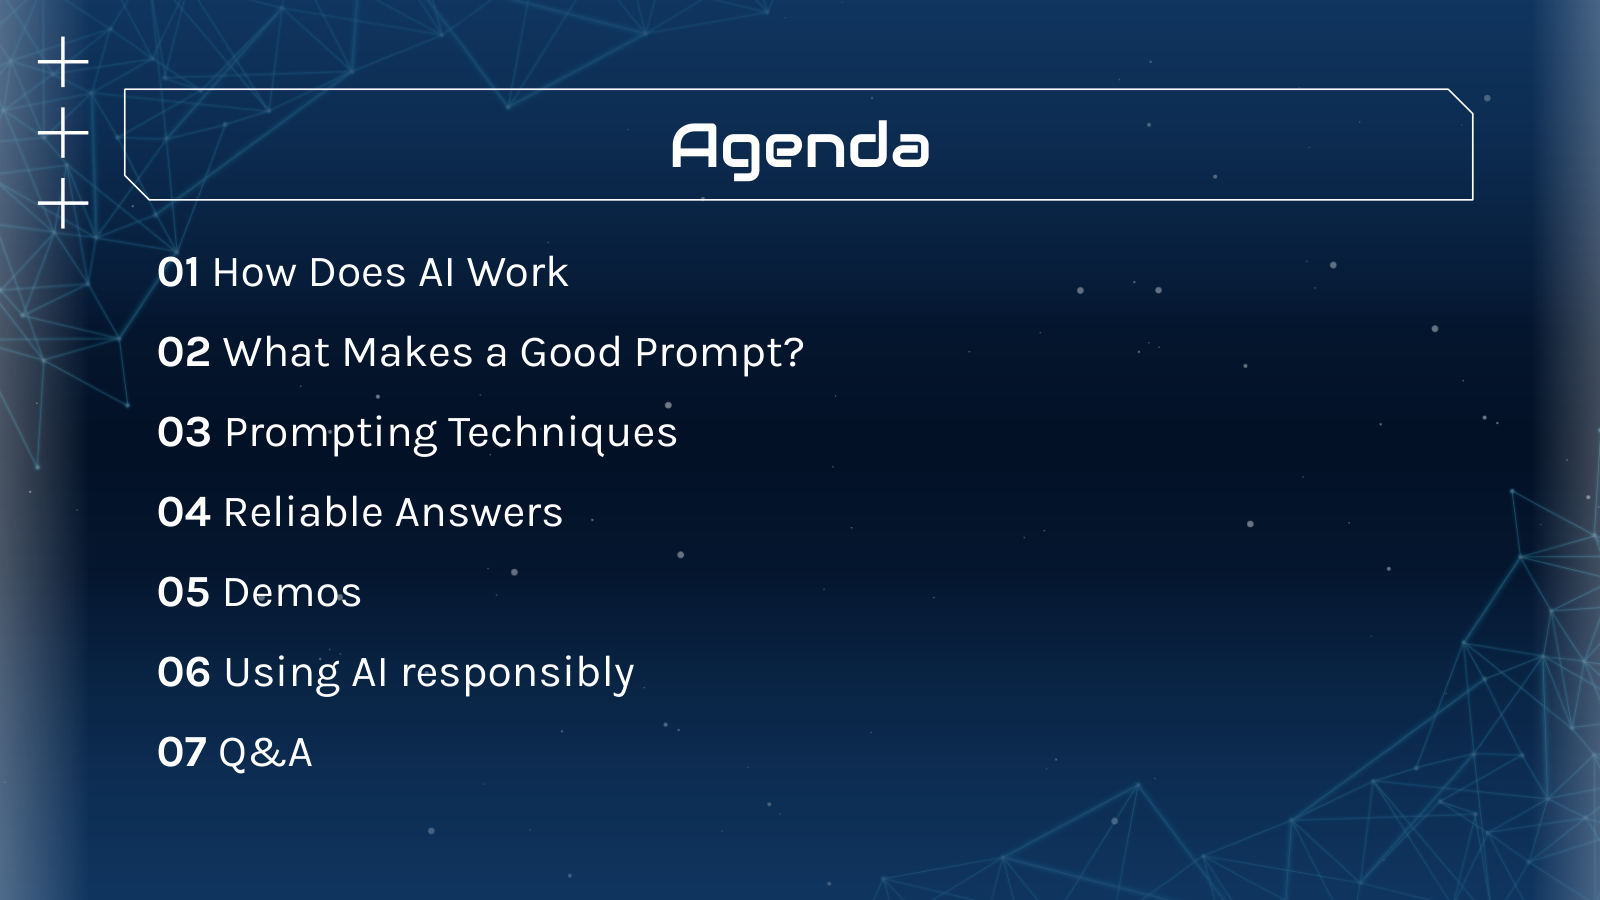 Agenda
01 How Does AI Work
02 What Makes a Good Prompt?
03 Prompting Techniques
04 Reliable Answers
05 Demos
06 Using AI responsibly
07 Q&A